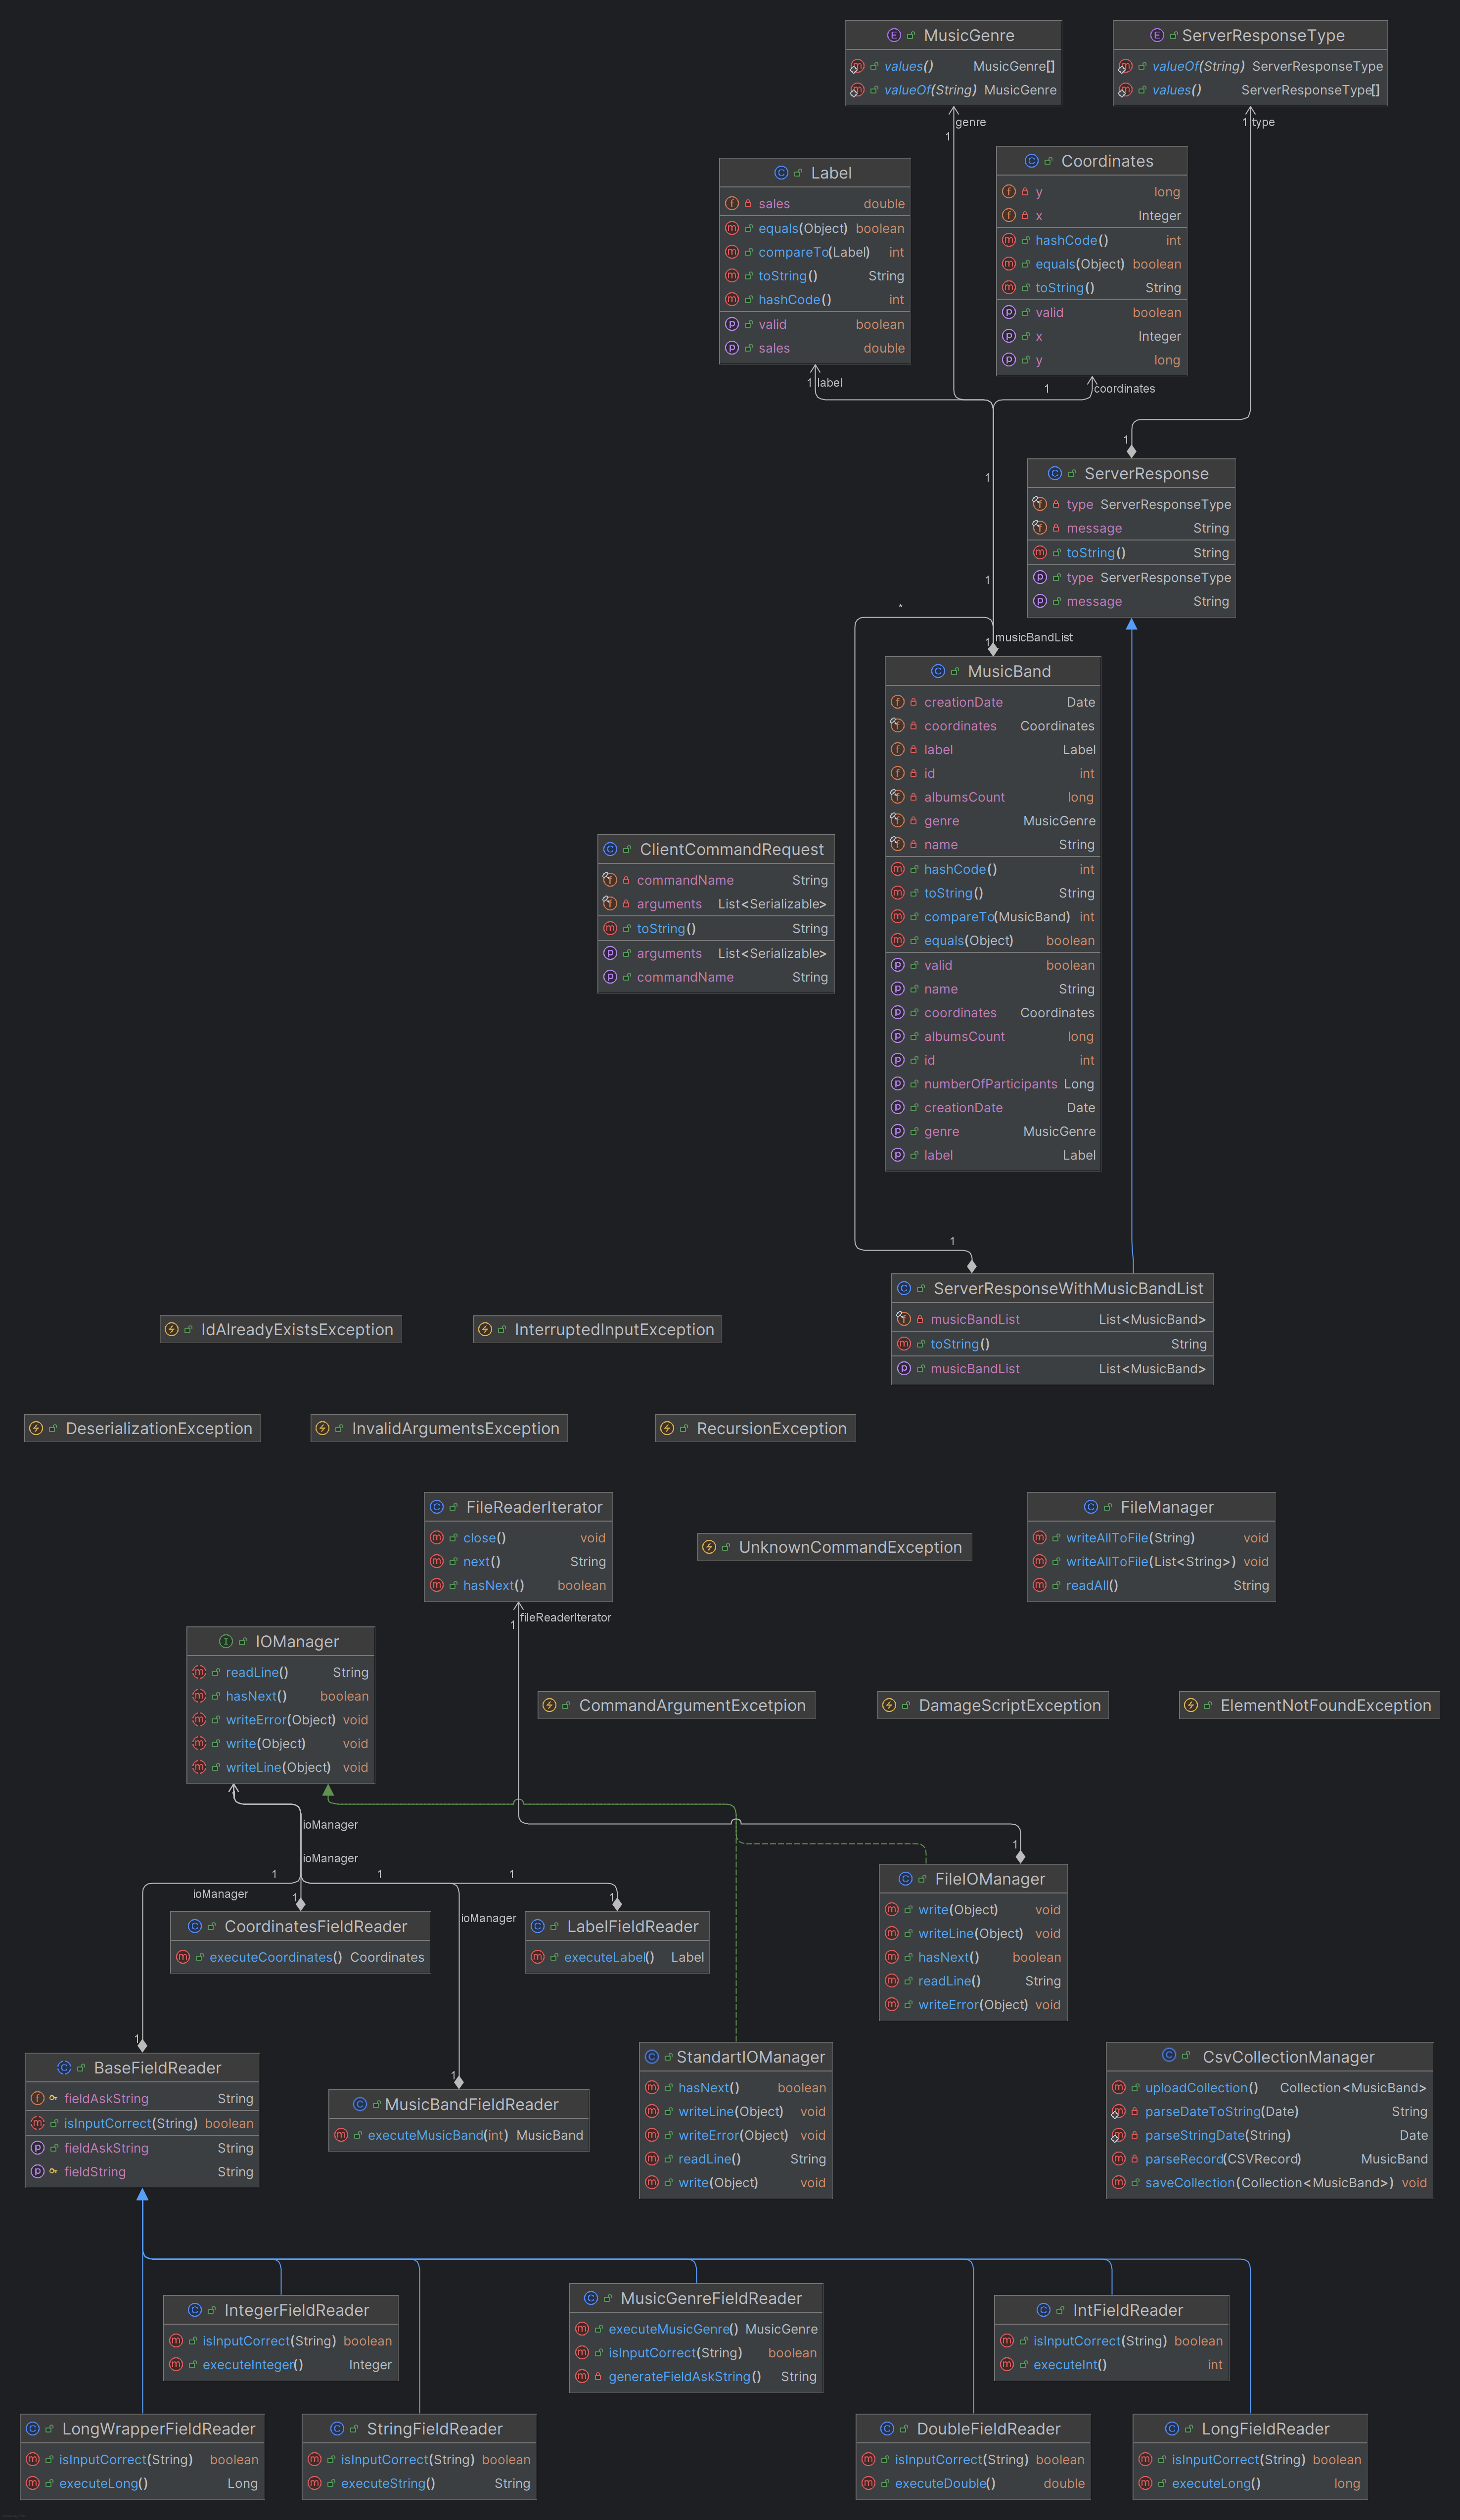 MusicGenre
values() MusicGenre[]
valueOf(String) MusicGenre
ServerResponseType
valueOf(String) ServerResponseType
values() ServerResponseType[]
1 genre
1 type
Label
sales double
equals(Object) boolean
compareTo(Label) int
toString() String
hashCode() int
valid boolean
sales double
Coordinates
y long
x Integer
hashCode() int
equals(Object) boolean
toString() String
valid boolean
x Integer
y long
1 label
1 coordinates
1
1
ServerResponse
type ServerResponseType
message String
toString() String
type ServerResponseType
message String
1
*
1 musicBandList
MusicBand
creationDate Date
coordinates Coordinates
label Label
id int
albumsCount long
genre MusicGenre
name String
hashCode() int
toString() String
compareTo(MusicBand) int
equals(Object) boolean
valid boolean
name String
coordinates Coordinates
albumsCount long
id int
numberOfParticipants Long
creationDate Date
genre MusicGenre
label Label
ClientCommandRequest
commandName String
arguments List<Serializable>
toString() String
arguments List<Serializable>
commandName String
1
ServerResponseWithMusicBandList
musicBandList List<MusicBand>
toString() String
musicBandList List<MusicBand>
IdAlreadyExistsException
InterruptedInputException
DeserializationException
InvalidArgumentsException
RecursionException
FileReaderIterator
close() void
next() String
hasNext() boolean
UnknownCommandException
FileManager
writeAllToFile(String) void
writeAllToFile(List<String>) void
readAll() String
1 fileReaderIterator
IOManager
readLine() String
hasNext() boolean
writeError(Object) void
write(Object) void
writeLine(Object) void
CommandArgumentExcetpion
DamageScriptException
ElementNotFoundException
ioManager
1
ioManager
1 1 1
ioManager 1 1
ioManager
FileIOManager
write(Object) void
writeLine(Object) void
hasNext() boolean
readLine() String
writeError(Object) void
CoordinatesFieldReader
executeCoordinates() Coordinates
LabelFieldReader
executeLabel() Label
1
1
BaseFieldReader
fieldAskString String
isInputCorrect(String) boolean
fieldAskString String
fieldString String
MusicBandFieldReader
executeMusicBand(int) MusicBand
StandartIOManager
hasNext() boolean
writeLine(Object) void
writeError(Object) void
readLine() String
write(Object) void
CsvCollectionManager
uploadCollection() Collection<MusicBand>
parseDateToString(Date) String
parseStringDate(String) Date
parseRecord(CSVRecord) MusicBand
saveCollection(Collection<MusicBand>) void
IntegerFieldReader
isInputCorrect(String) boolean
executeInteger() Integer
MusicGenreFieldReader
executeMusicGenre() MusicGenre
isInputCorrect(String) boolean
generateFieldAskString() String
IntFieldReader
isInputCorrect(String) boolean
executeInt() int
LongWrapperFieldReader
isInputCorrect(String) boolean
executeLong() Long
StringFieldReader
isInputCorrect(String) boolean
executeString() String
DoubleFieldReader
isInputCorrect(String) boolean
executeDouble() double
LongFieldReader
isInputCorrect(String) boolean
executeLong() long